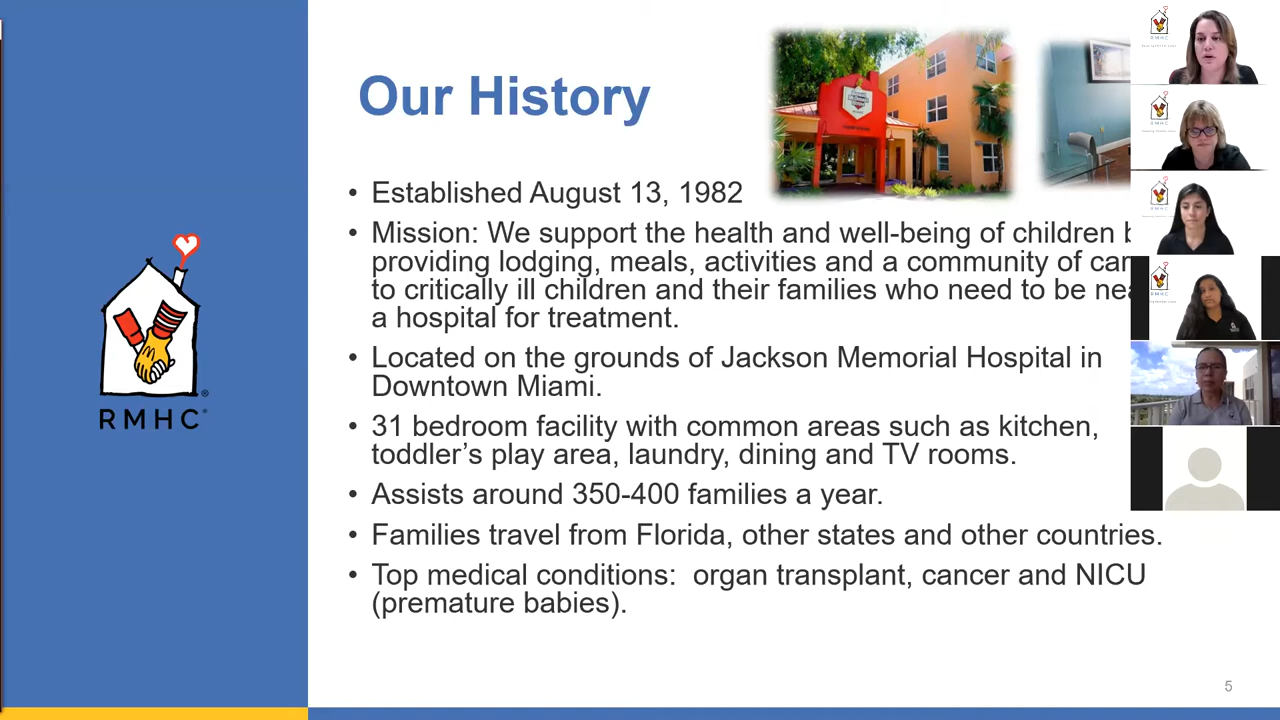 Our History
• Established August 13, 1982
• Mission: We support the health and well-being of children
providing lodging, meals, activities and a community of
to critically ill children and their families who need to be
a hospital for treatment.
• Located on the grounds of Jackson Memorial Hospital in
Downtown Miami.
• 31 bedroom facility with common areas such as kitchen,
toddler’s play area, laundry, dining and TV rooms.
• Assists around 350-400 families a year.
• Families travel from Florida, other states and other countries.
• Top medical conditions:  organ transplant, cancer and NICU
(premature babies).
RMHC®
5